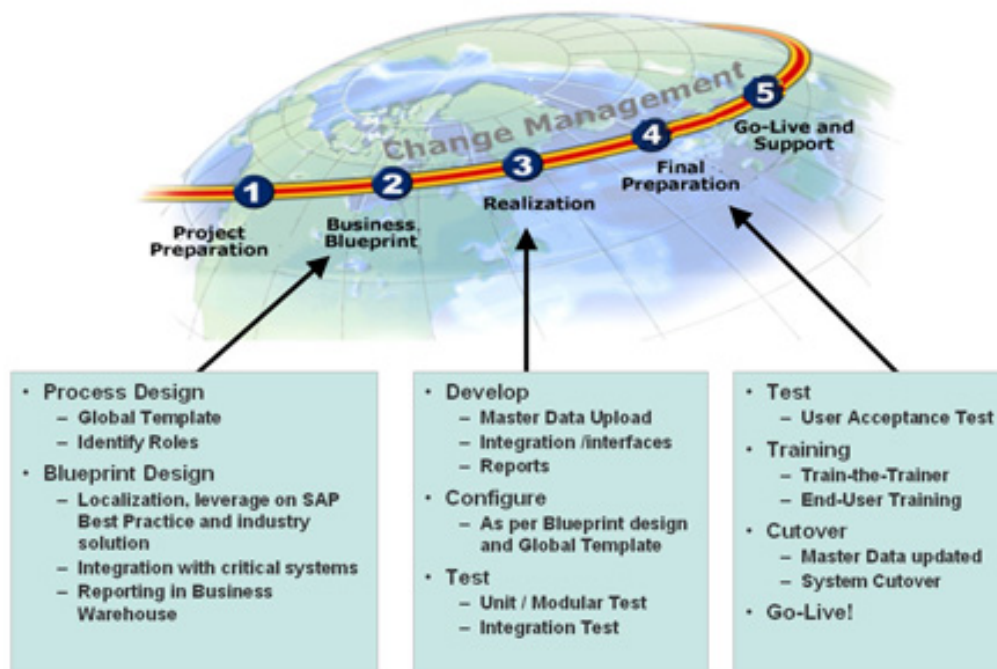 Change Management
1
2
3
4
5
Project
Preparation
Business
Blueprint
Realization
Final
Preparation
Go-Live and
Support
• Process Design
– Global Template
– Identify Roles
• Blueprint Design
– Localization, leverage on SAP
Best Practice and industry
solution
– Integration with critical systems
– Reporting in Business
Warehouse
• Develop
– Master Data Upload
– Integration /interfaces
– Reports
• Configure
– As per Blueprint design
and Global Template
• Test
– Unit / Modular Test
– Integration Test
• Test
– User Acceptance Test
• Training
– Train-the-Trainer
– End-User Training
• Cutover
– Master Data updated
– System Cutover
• Go-Live!